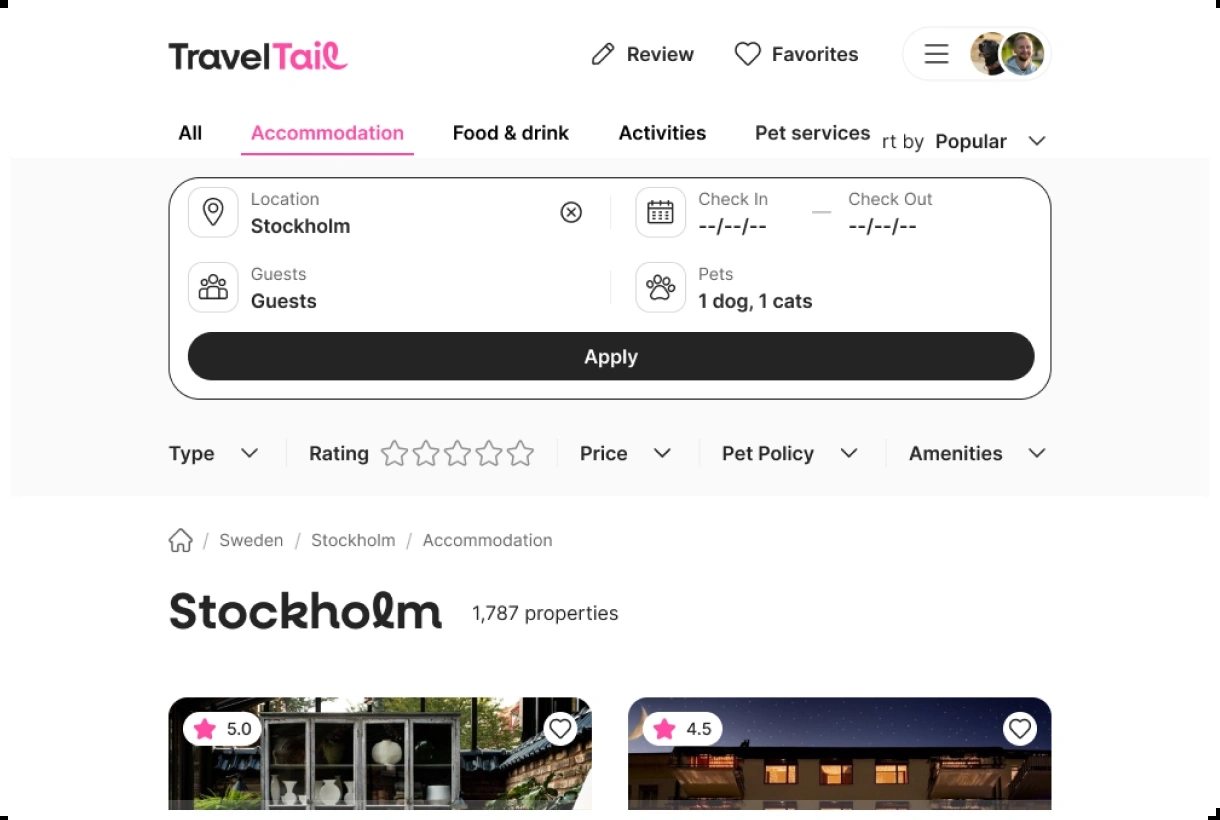 TravelTail
Review
Favorites
All
Accommodation
Food & drink
Activities
Pet services
rt by Popular
Location
Stockholm
Check In
--/--/--
—
Check Out
--/--/--
Guests
Guests
Pets
1 dog, 1 cats
Apply
Type
Rating
Price
Pet Policy
Amenities
/ Sweden / Stockholm / Accommodation
Stockholm
1,787 properties
5.0
4.5